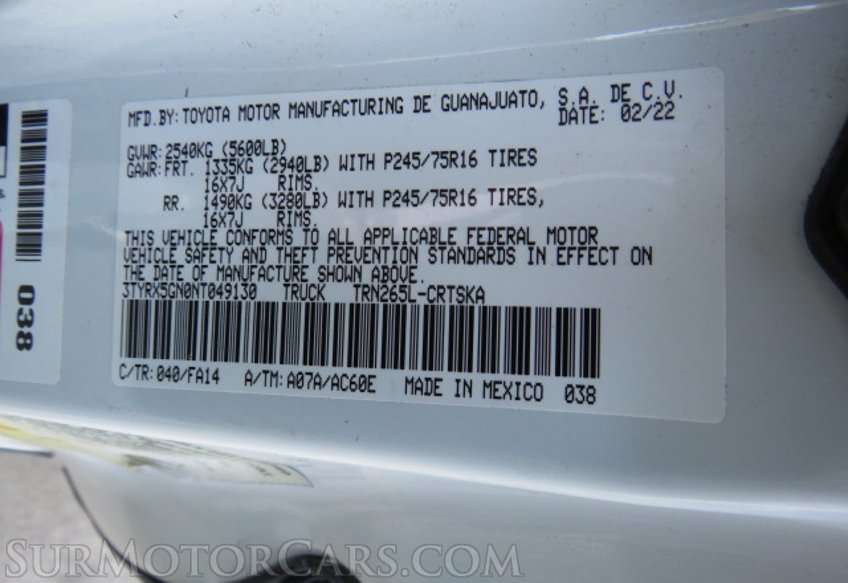 MFD.BY: TOYOTA MOTOR MANUFACTURING DE GUANAJUATO, S.A. DE C.V.
DATE: 02/22
GVWR: 2540KG (5600LB)
GAWR: FRT. 1335KG (2940LB) WITH P245/75R16 TIRES
16X7J RIMS.
RR. 1490KG (3280LB) WITH P245/75R16 TIRES,
16X7J RIMS.
THIS VEHICLE CONFORMS TO ALL APPLICABLE FEDERAL MOTOR
VEHICLE SAFETY AND THEFT PREVENTION STANDARDS IN EFFECT ON
THE DATE OF MANUFACTURE SHOWN ABOVE.
3TYRX5GN0NT049130 TRUCK TRN265L-CRTSKA
C/TR: 040/FA14 A/TM: A07A/AC60E MADE IN MEXICO 038
038
SurMotorCars.com